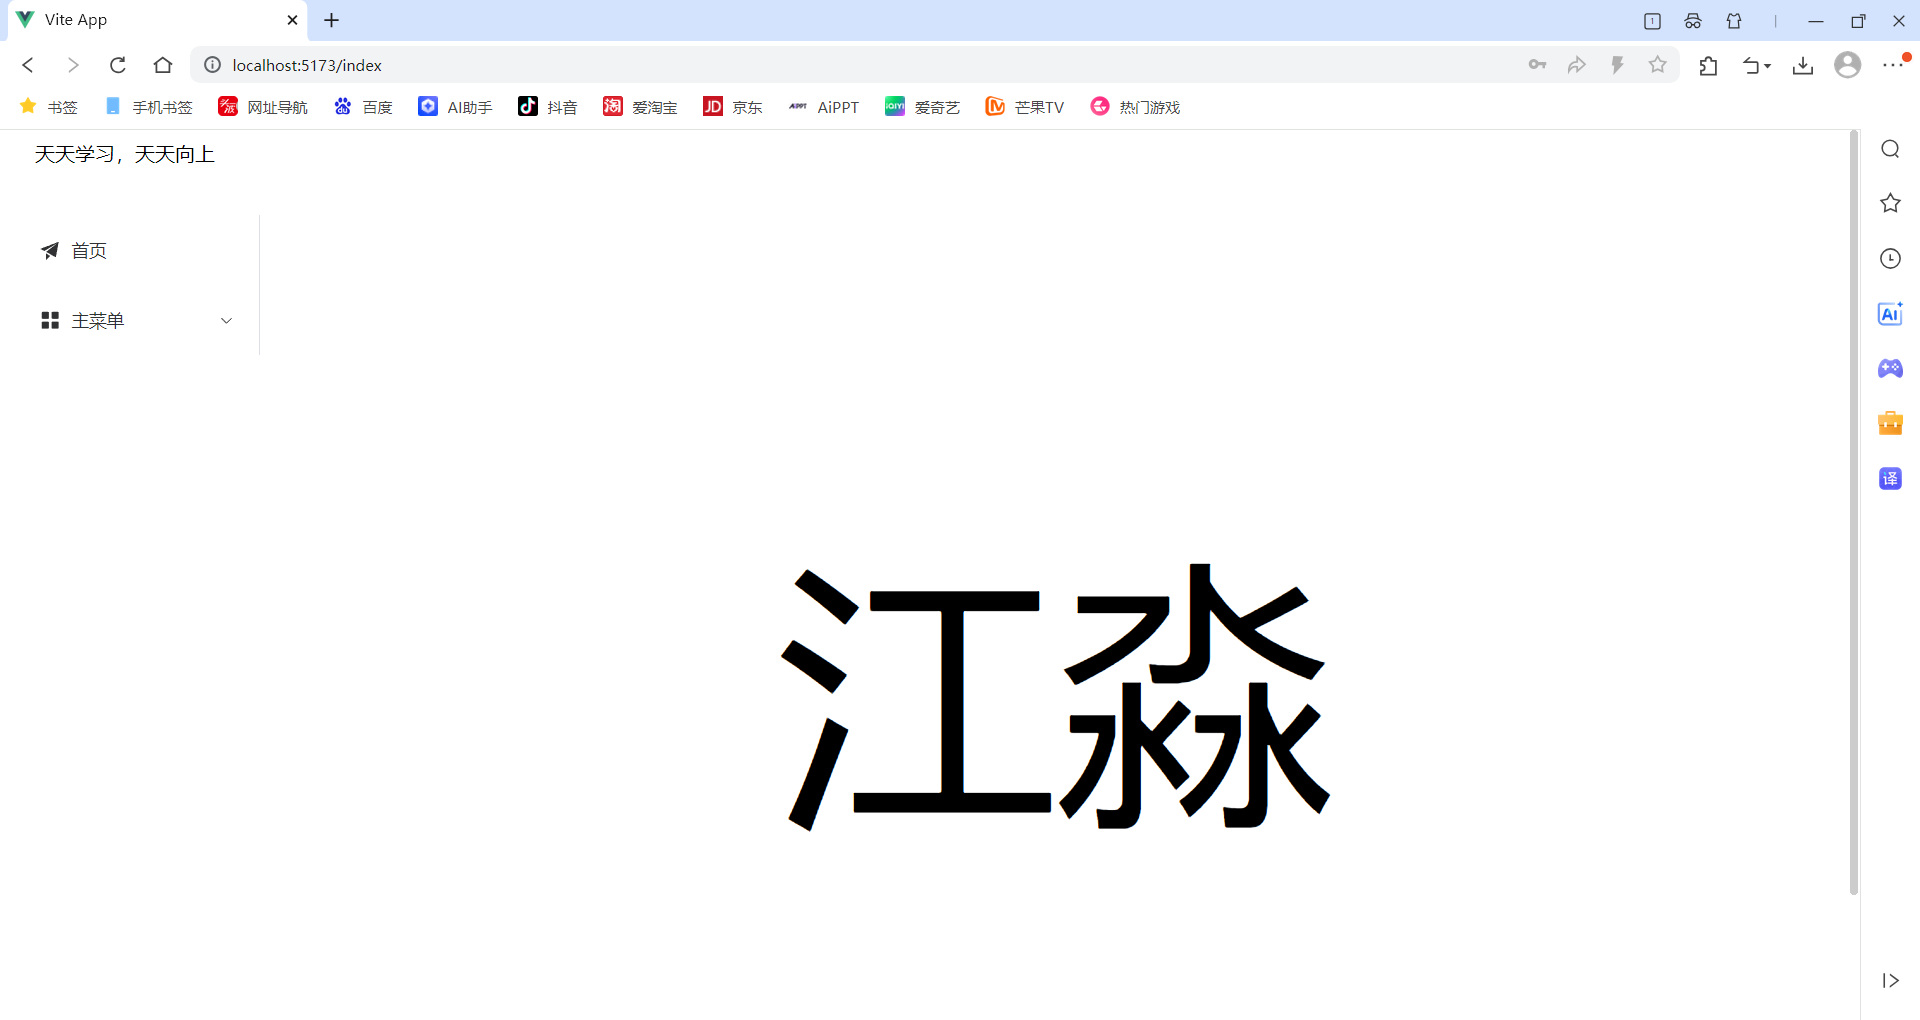 Vite App
localhost:5173/index
书签 手机书签 网址导航 百度 AI助手 抖音 爱淘宝 京东 AiPPT 爱奇艺 芒果TV 热门游戏
天天学习，天天向上
首页
主菜单
江淼